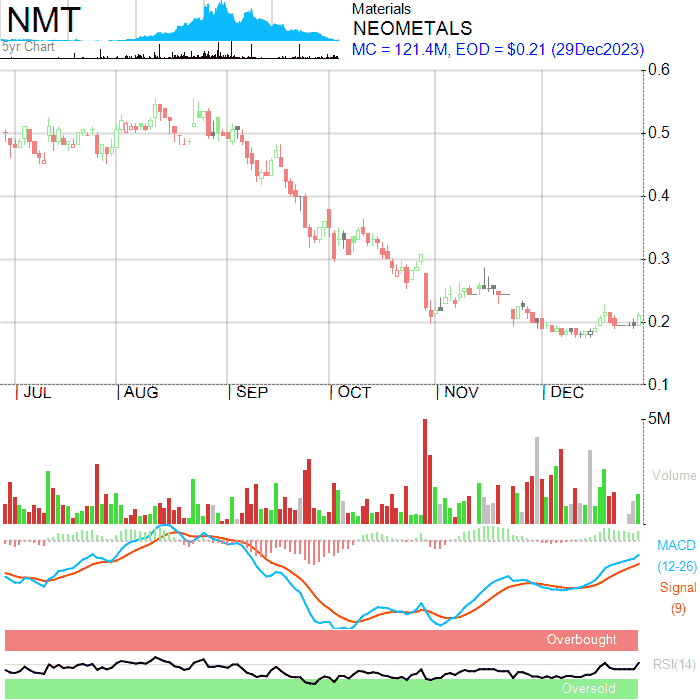 NMT
5yr Chart
Materials
NEOMETALS
MC = 121.4M, EOD = $0.21 (29Dec2023)
0.6
0.5
0.4
0.3
0.2
0.1
JUL AUG SEP OCT NOV DEC
5M
Volume
MACD
(12-26)
Signal
(9)
Overbought
RSI(14)
Oversold